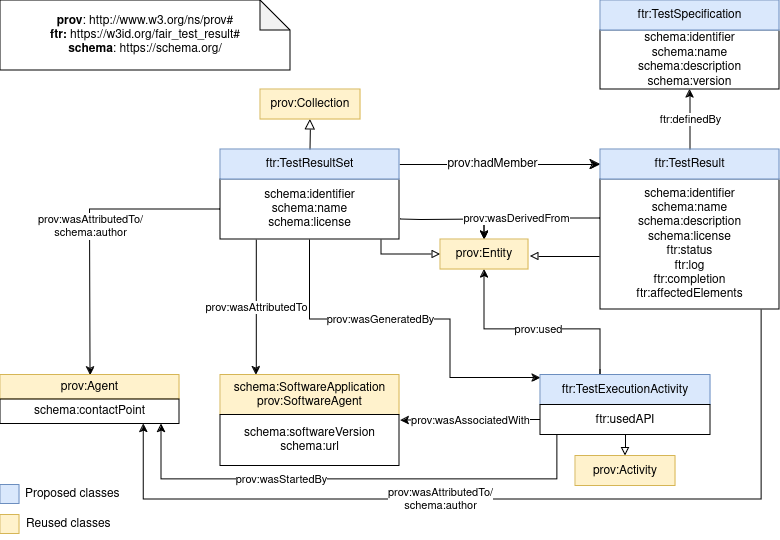 prov: http://www.w3.org/ns/prov#
ftr: https://w3id.org/fair_test_result#
schema: https://schema.org/
ftr:TestSpecification
schema:identifier
schema:name
schema:description
schema:version
prov:Collection
ftr:definedBy
ftr:TestResultSet
schema:identifier
schema:name
schema:license
prov:hadMember
ftr:TestResult
schema:identifier
schema:name
schema:description
schema:license
ftr:status
ftr:log
ftr:completion
ftr:affectedElements
prov:wasAttributedTo/
schema:author
prov:wasDerivedFrom
prov:Entity
prov:wasAttributedTo
prov:wasGeneratedBy
prov:used
prov:Agent
schema:contactPoint
schema:SoftwareApplication
prov:SoftwareAgent
schema:softwareVersion
schema:url
prov:wasAssociatedWith
ftr:TestExecutionActivity
ftr:usedAPI
prov:Activity
prov:wasStartedBy
prov:wasAttributedTo/
schema:author
Proposed classes
Reused classes